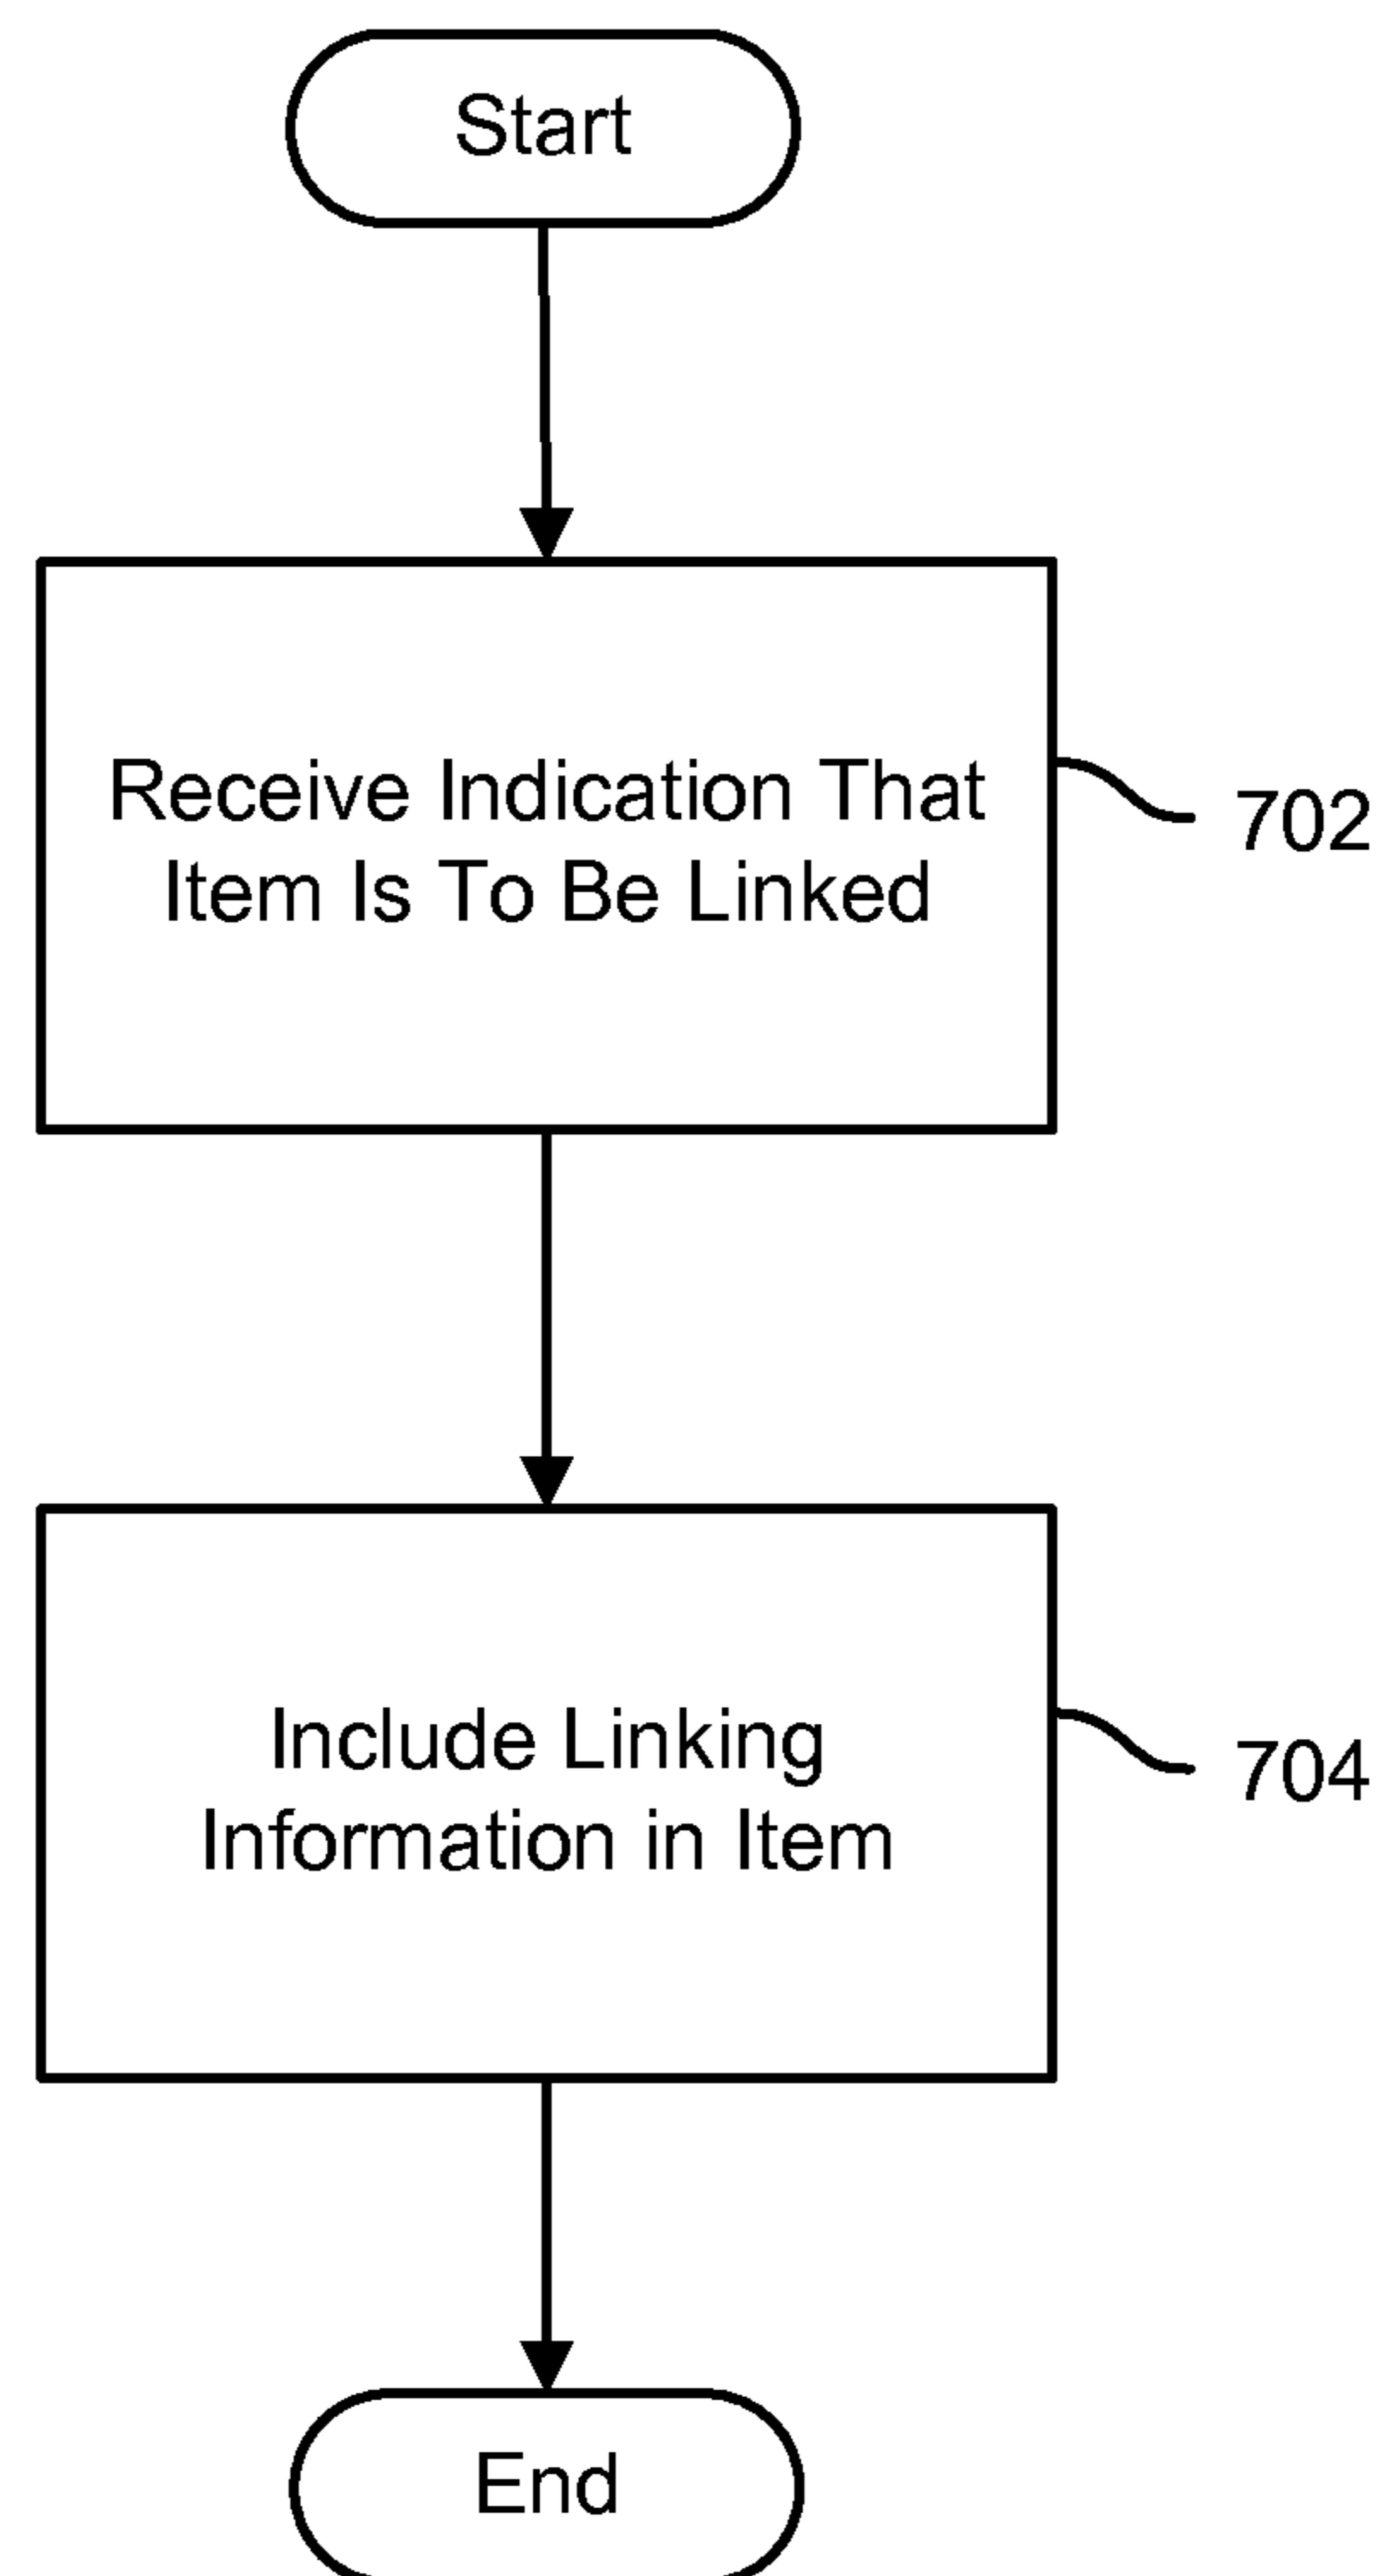 Start
Receive Indication That
Item Is To Be Linked
702
Include Linking
Information in Item
704
End